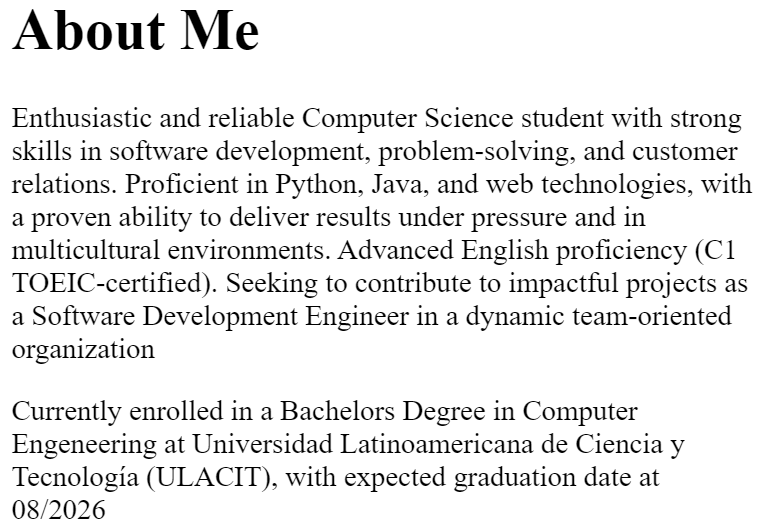 About Me
Enthusiastic and reliable Computer Science student with strong
skills in software development, problem-solving, and customer
relations. Proficient in Python, Java, and web technologies, with
a proven ability to deliver results under pressure and in
multicultural environments. Advanced English proficiency (C1
TOEIC-certified). Seeking to contribute to impactful projects as
a Software Development Engineer in a dynamic team-oriented
organization
Currently enrolled in a Bachelors Degree in Computer
Engeneering at Universidad Latinoamericana de Ciencia y
Tecnología (ULACIT), with expected graduation date at
08/2026